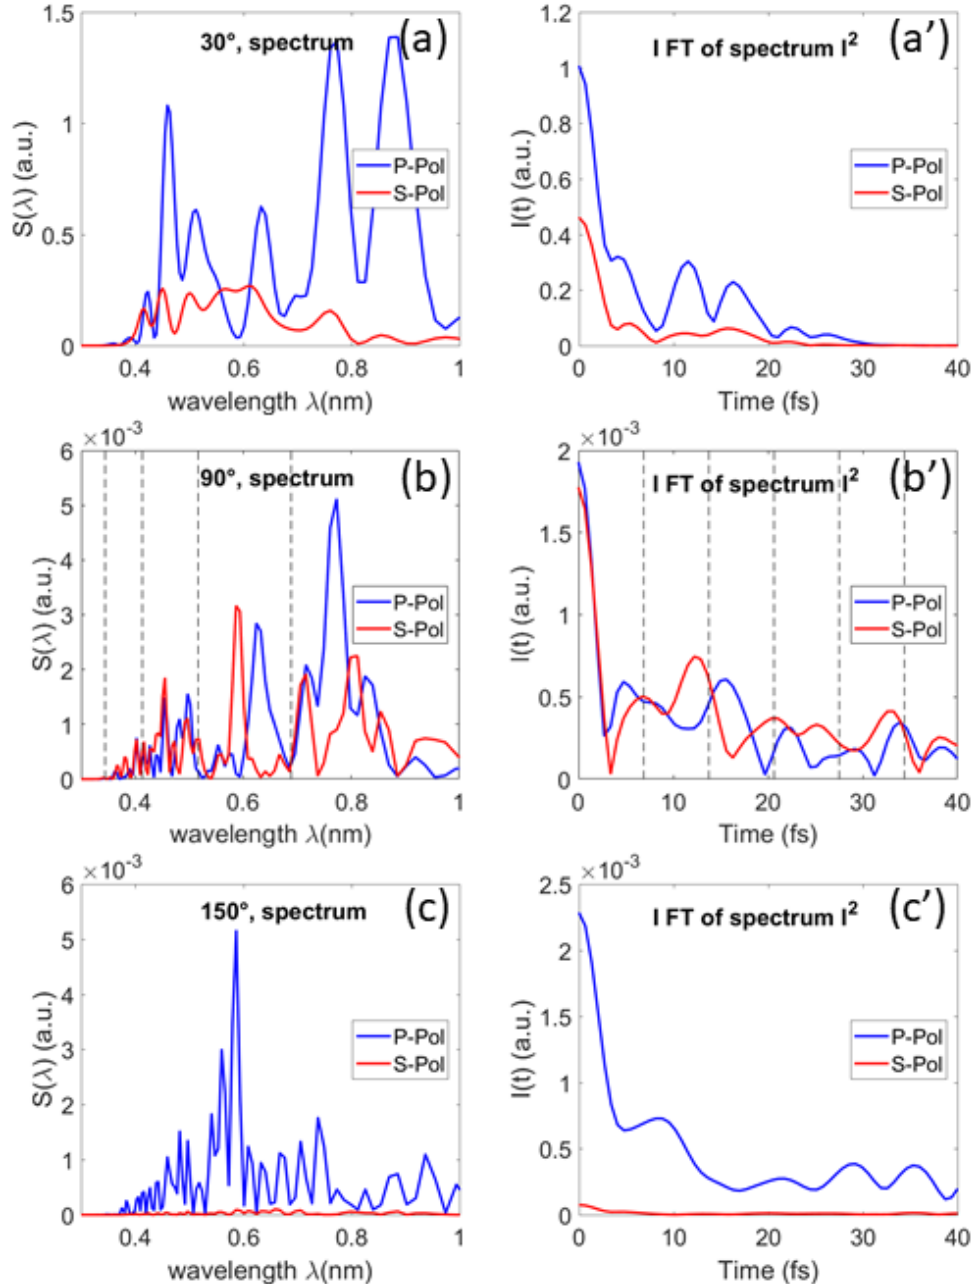 30°, spectrum (a)
1.5
1
0.5
0
S(λ) (a.u.)
P-Pol
S-Pol
0.4 0.6 0.8 1
wavelength λ(nm)
I FT of spectrum I² (a')
1.2
1
0.8
0.6
0.4
0.2
0
I(t) (a.u.)
P-Pol
S-Pol
0 10 20 30 40
Time (fs)
×10⁻³
90°, spectrum (b)
6
5
4
3
2
1
0
S(λ) (a.u.)
P-Pol
S-Pol
0.4 0.6 0.8 1
wavelength λ(nm)
×10⁻³
I FT of spectrum I² (b')
2
1.5
1
0.5
0
I(t) (a.u.)
P-Pol
S-Pol
0 10 20 30 40
Time (fs)
×10⁻³
150°, spectrum (c)
6
5
4
3
2
1
0
S(λ) (a.u.)
P-Pol
S-Pol
0.4 0.6 0.8 1
wavelength λ(nm)
×10⁻³
I FT of spectrum I² (c')
2.5
2
1.5
1
0.5
0
I(t) (a.u.)
P-Pol
S-Pol
0 10 20 30 40
Time (fs)